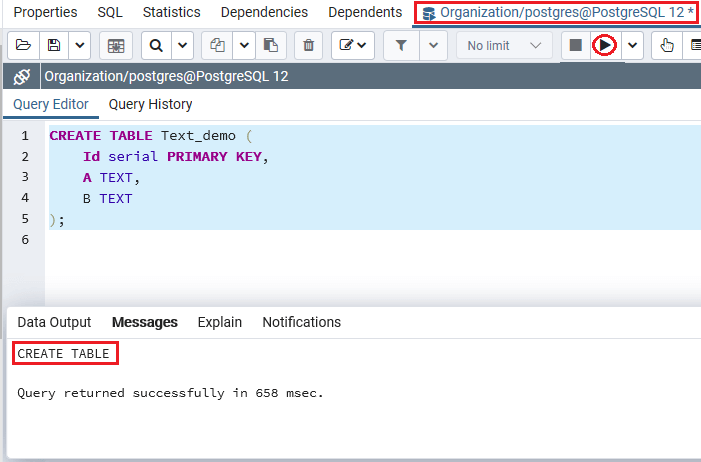 Properties SQL Statistics Dependencies Dependents Organization/postgres@PostgreSQL 12 *
No limit
Organization/postgres@PostgreSQL 12
Query Editor Query History
1 CREATE TABLE Text_demo (
2 Id serial PRIMARY KEY,
3 A TEXT,
4 B TEXT
5 );
6
Data Output Messages Explain Notifications
CREATE TABLE
Query returned successfully in 658 msec.